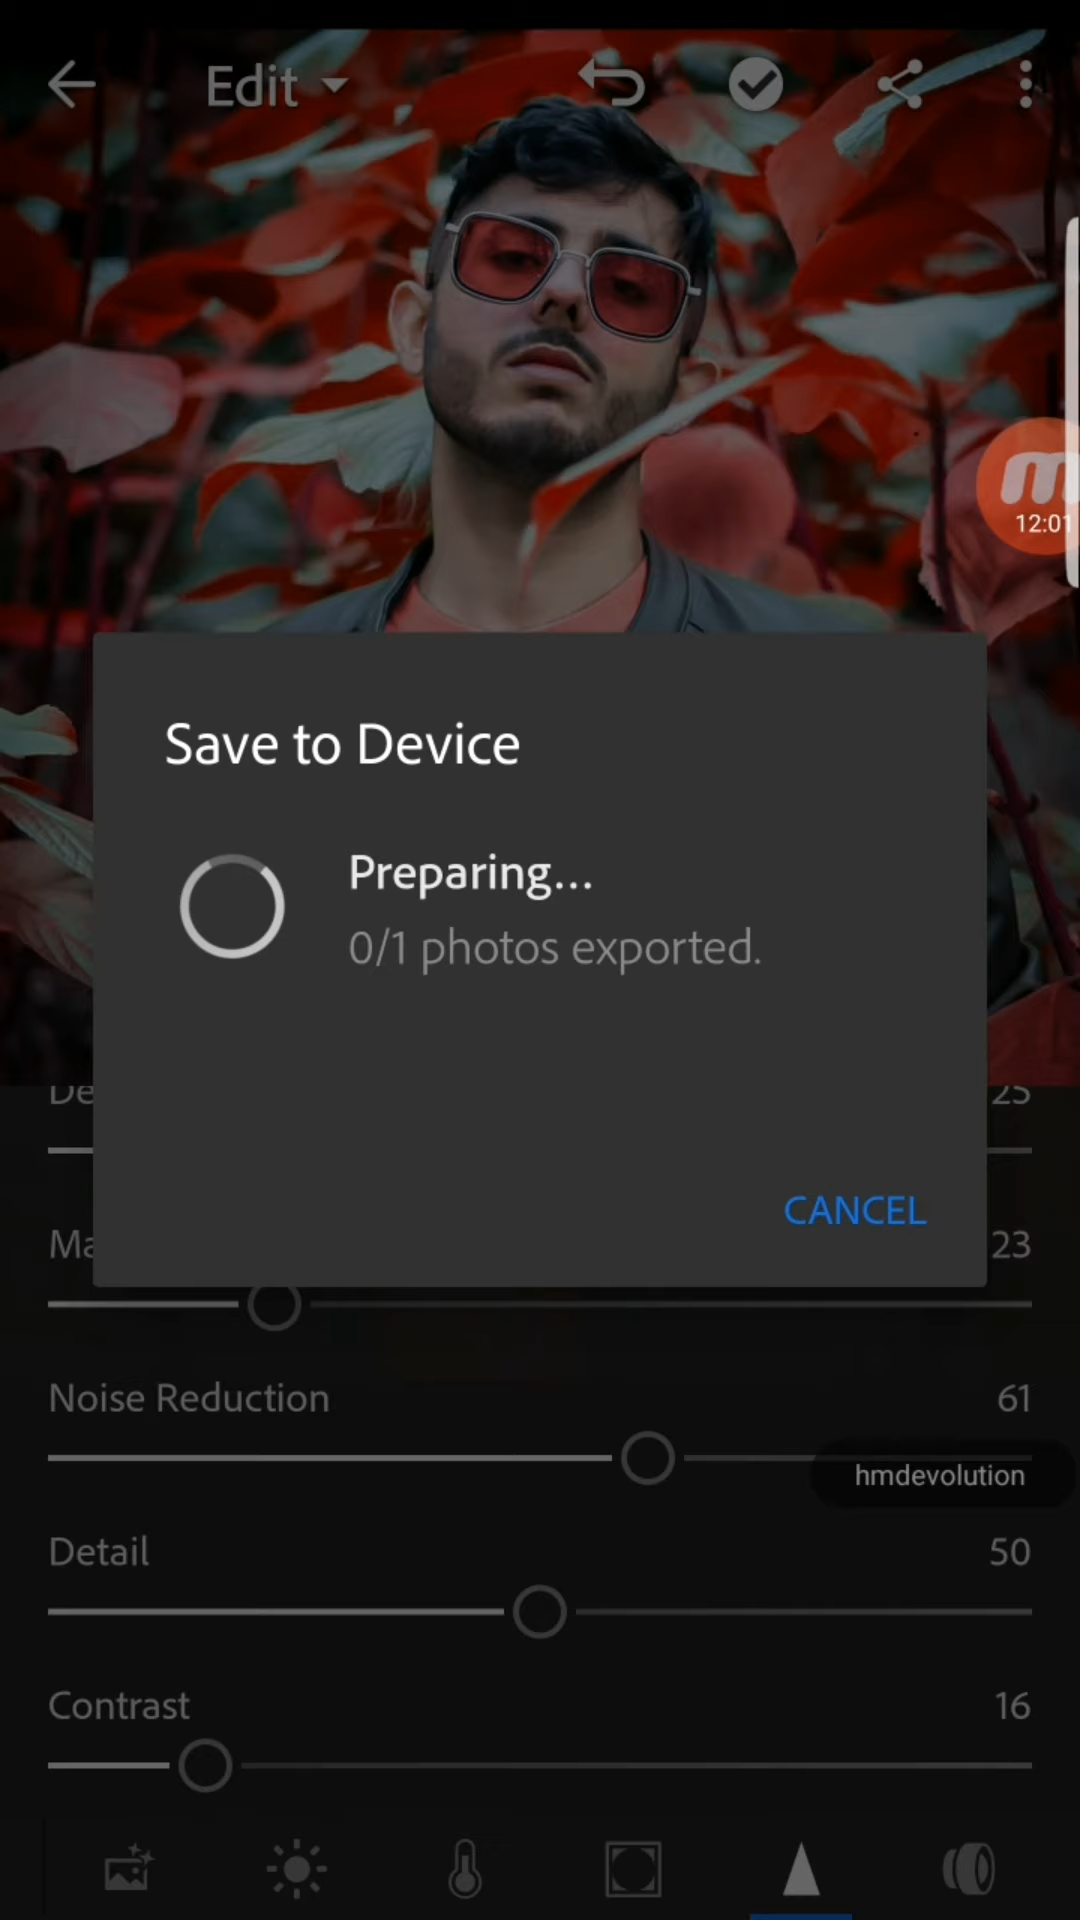 Edit
m
12:01
Save to Device
Preparing...
0/1 photos exported.
25
CANCEL
23
Noise Reduction 61
hmdevolution
Detail 50
Contrast 16